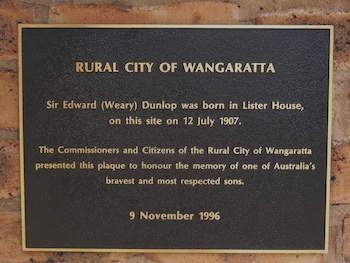 RURAL CITY OF WANGARATTA
Sir Edward (Weary) Dunlop was born in Lister House,
on this site on 12 July 1907.
The Commissioners and Citizens of the Rural City of Wangaratta
presented this plaque to honour the memory of one of Australia's
bravest and most respected sons.
9 November 1996